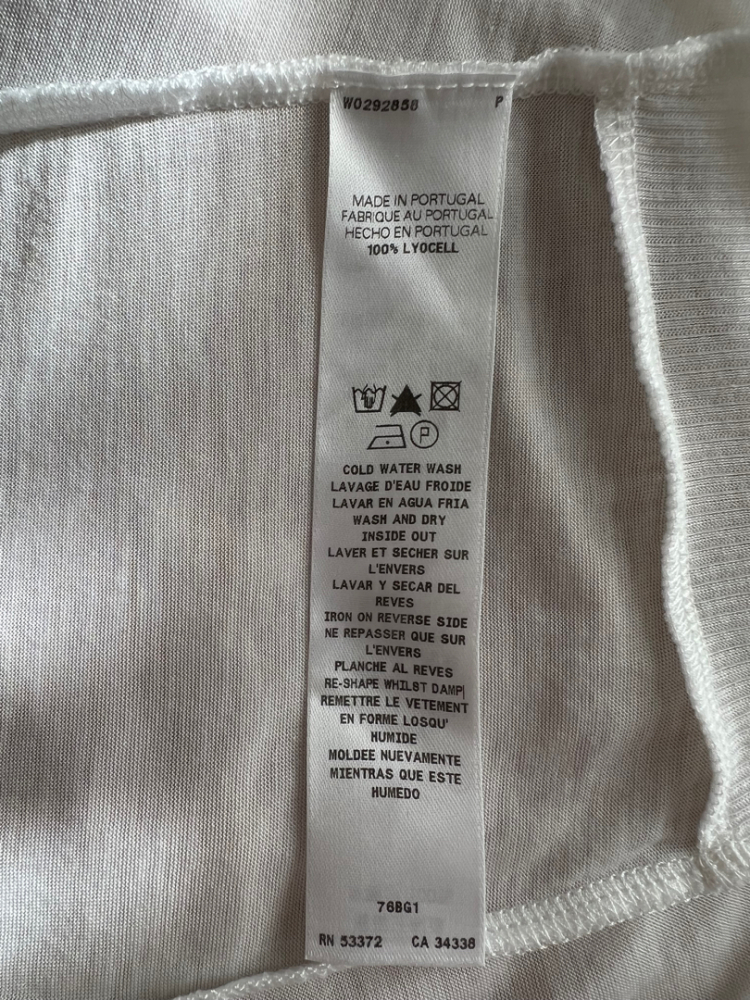 W0292858 P
MADE IN PORTUGAL
FABRIQUE AU PORTUGAL
HECHO EN PORTUGAL
100% LYOCELL
P
COLD WATER WASH
LAVAGE D'EAU FROIDE
LAVAR EN AGUA FRIA
WASH AND DRY
INSIDE OUT
LAVER ET SECHER SUR
L'ENVERS
LAVAR Y SECAR DEL
REVES
IRON ON REVERSE SIDE
NE REPASSER QUE SUR
L'ENVERS
PLANCHE AL REVES
RE-SHAPE WHILST DAMP|
REMETTRE LE VETEMENT
EN FORME LOSQU'
HUMIDE
MOLDEE NUEVAMENTE
MIENTRAS QUE ESTE
HUMEDO
76BG1
RN 53372 CA 34338